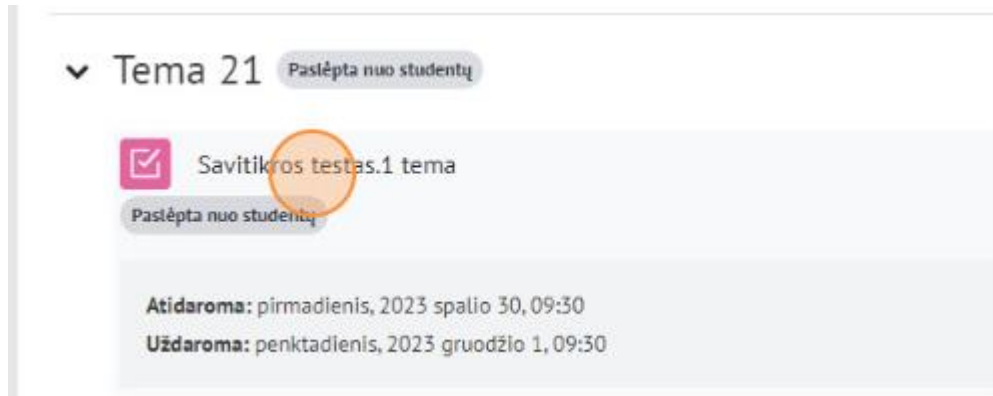 Tema 21 Paslėpta nuo studentų
Savitikros testas.1 tema
Paslėpta nuo studentų
Atidaroma: pirmadienis, 2023 spalio 30, 09:30
Uždaroma: penktadienis, 2023 gruodžio 1, 09:30